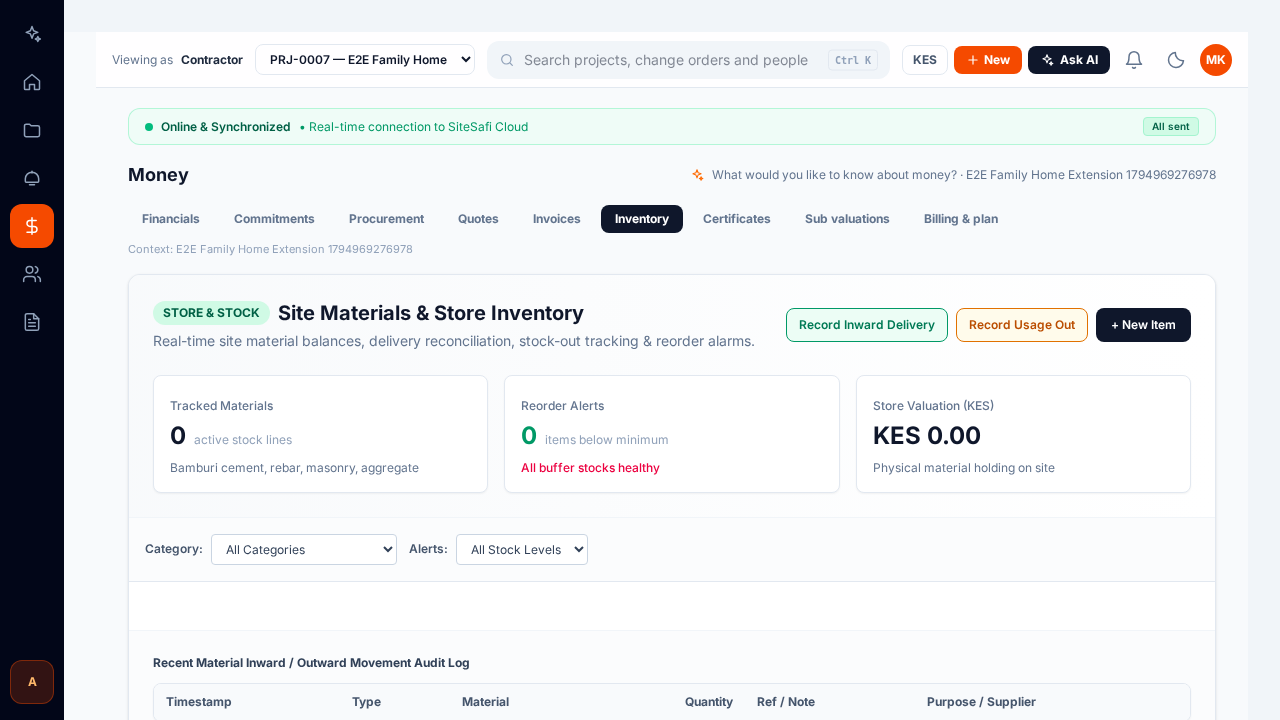 Viewing as Contractor PRJ-0007 — E2E Family Home Search projects, change orders and people Ctrl K KES + New Ask AI MK
Online & Synchronized • Real-time connection to SiteSafi Cloud All sent
Money What would you like to know about money? · E2E Family Home Extension 1794969276978
Financials Commitments Procurement Quotes Invoices Inventory Certificates Sub valuations Billing & plan
Context: E2E Family Home Extension 1794969276978
STORE & STOCK Site Materials & Store Inventory
Real-time site material balances, delivery reconciliation, stock-out tracking & reorder alarms.
Record Inward Delivery Record Usage Out + New Item
Tracked Materials
0 active stock lines
Bamburi cement, rebar, masonry, aggregate
Reorder Alerts
0 items below minimum
All buffer stocks healthy
Store Valuation (KES)
KES 0.00
Physical material holding on site
Category: All Categories Alerts: All Stock Levels
Recent Material Inward / Outward Movement Audit Log
Timestamp Type Material Quantity Ref / Note Purpose / Supplier
A